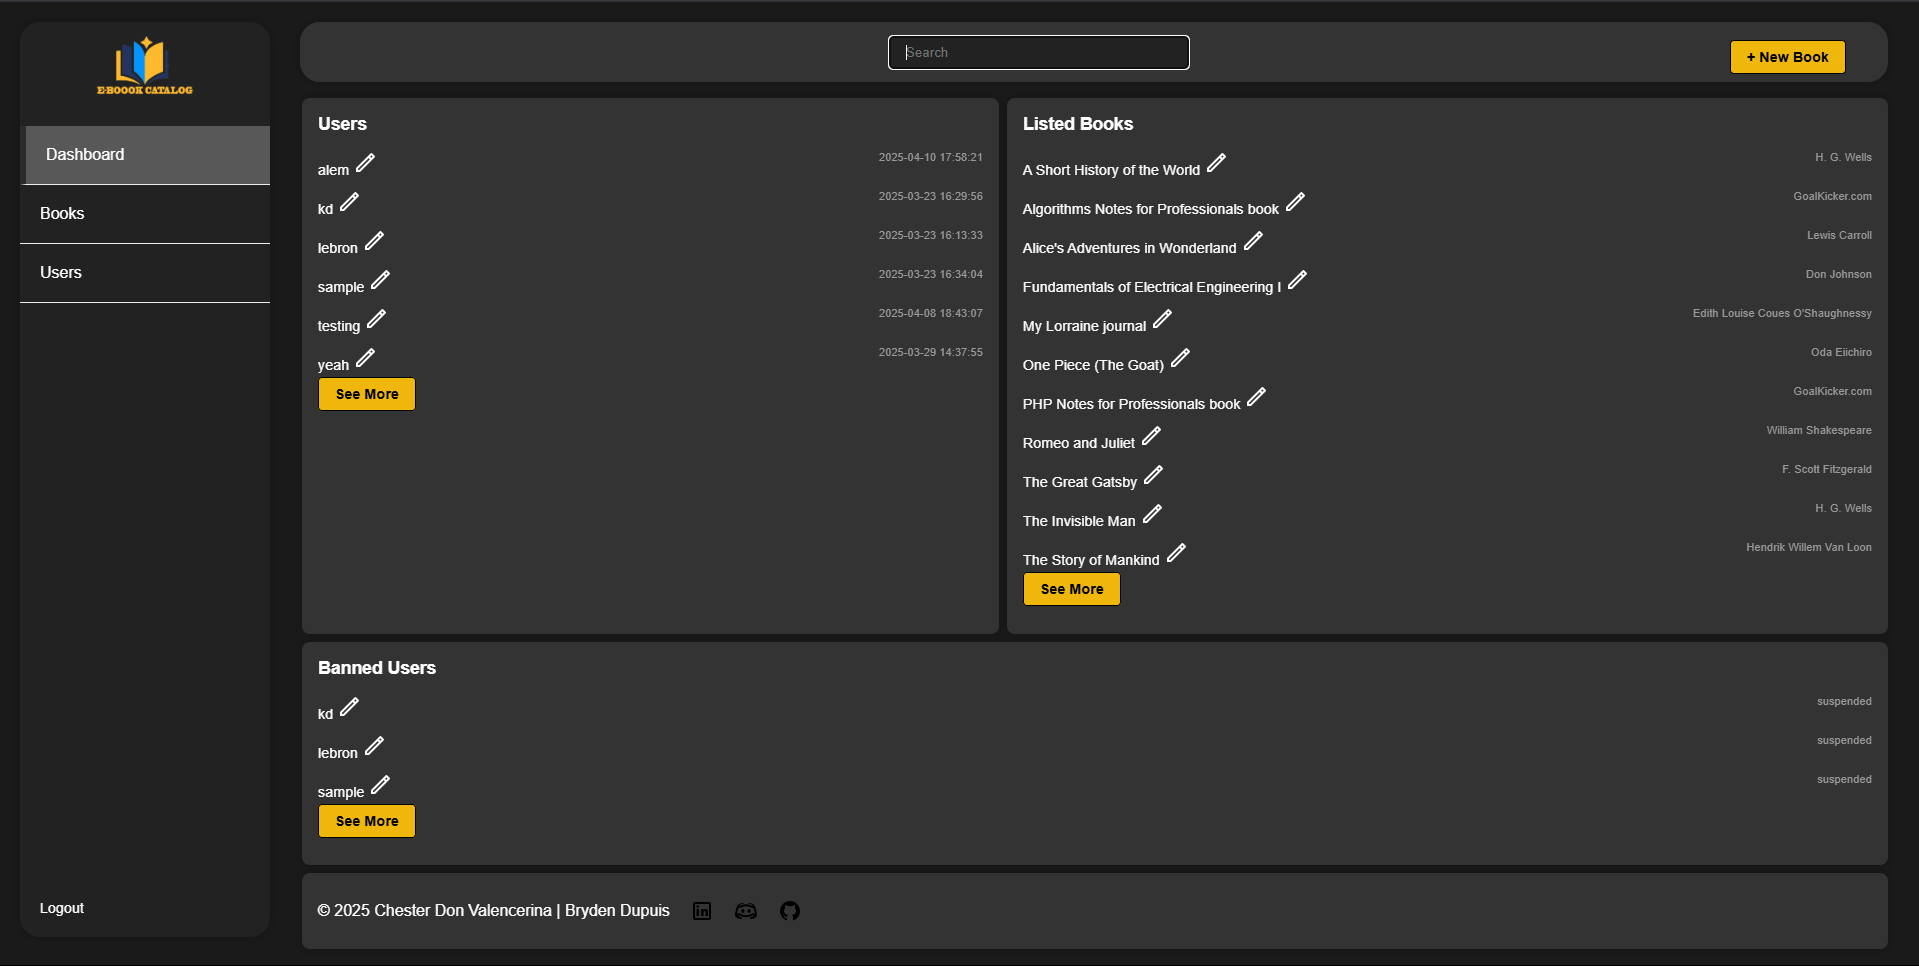 E-BOOOK CATALOG
Dashboard
Books
Users
Logout
Search
+ New Book
Users
alem 2025-04-10 17:58:21
kd 2025-03-23 16:29:56
lebron 2025-03-23 16:13:33
sample 2025-03-23 16:34:04
testing 2025-04-08 18:43:07
yeah 2025-03-29 14:37:55
See More
Listed Books
A Short History of the World H. G. Wells
Algorithms Notes for Professionals book GoalKicker.com
Alice's Adventures in Wonderland Lewis Carroll
Fundamentals of Electrical Engineering I Don Johnson
My Lorraine journal Edith Louise Coues O'Shaughnessy
One Piece (The Goat) Oda Eiichiro
PHP Notes for Professionals book GoalKicker.com
Romeo and Juliet William Shakespeare
The Great Gatsby F. Scott Fitzgerald
The Invisible Man H. G. Wells
The Story of Mankind Hendrik Willem Van Loon
See More
Banned Users
kd suspended
lebron suspended
sample suspended
See More
© 2025 Chester Don Valencerina | Bryden Dupuis